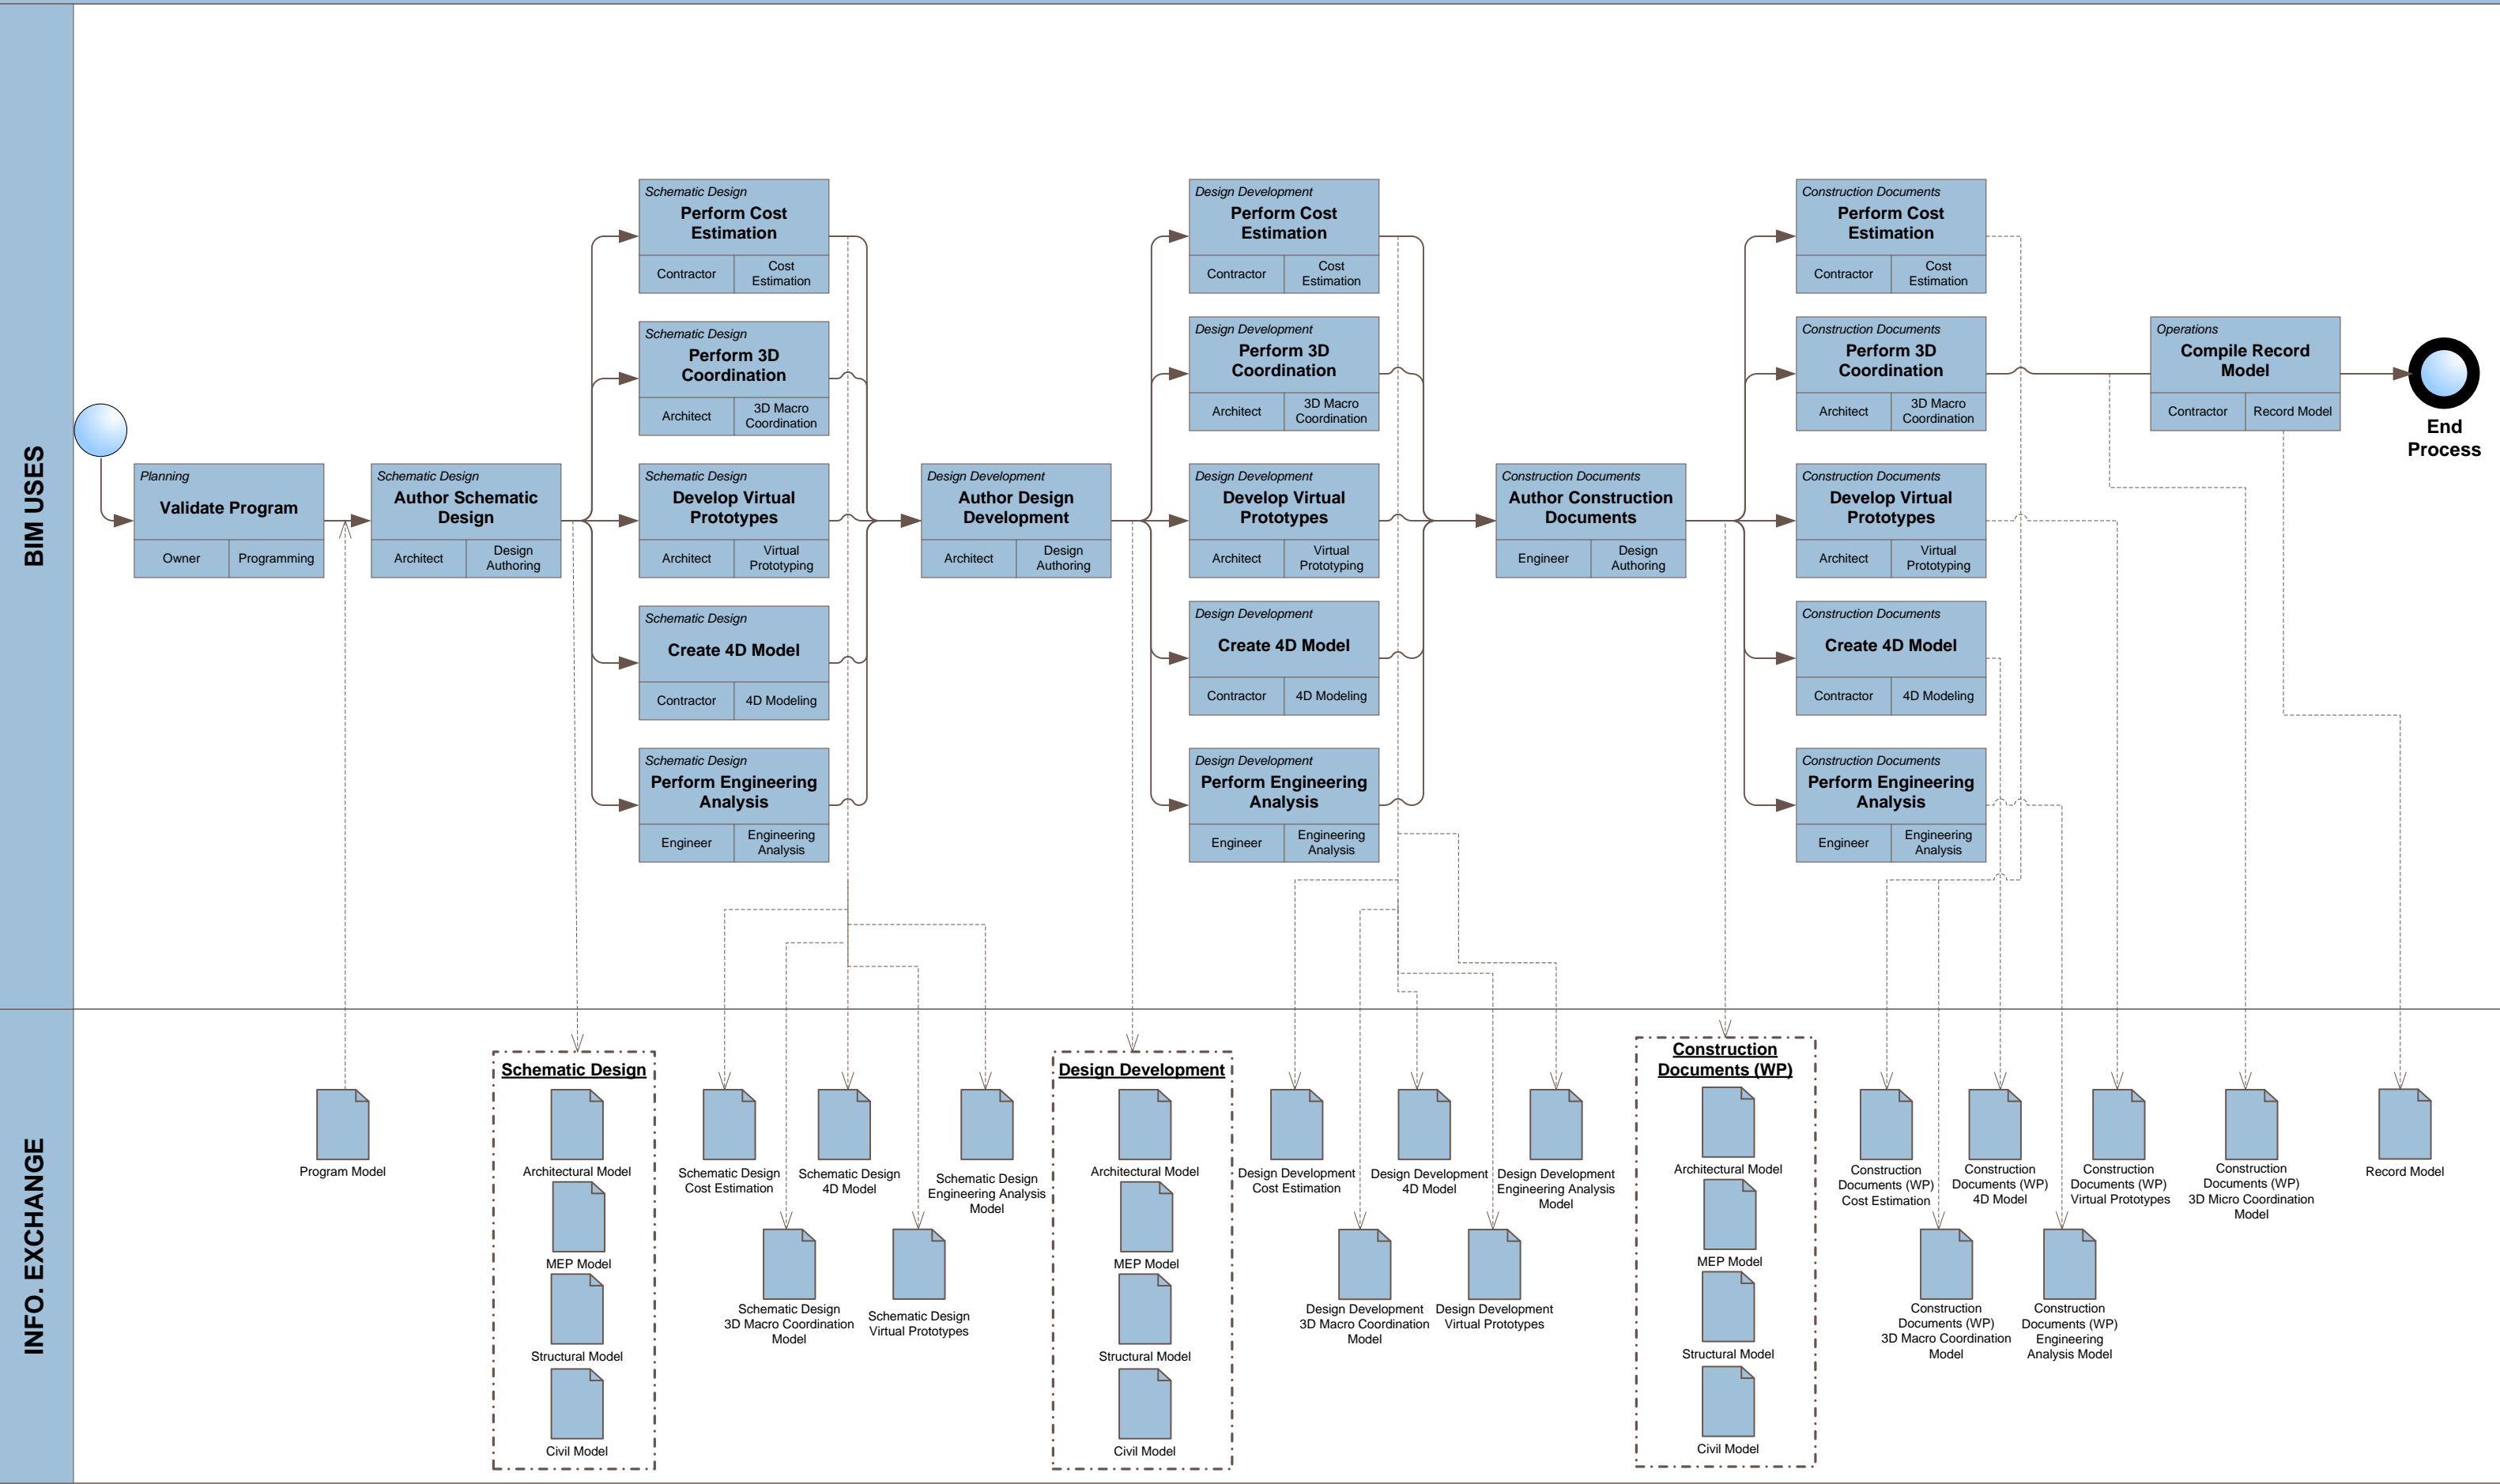 BIM USES
Planning
Validate Program
Owner
Programming
Schematic Design
Author Schematic
Design
Architect
Design
Authoring
Schematic Design
Perform Cost
Estimation
Contractor
Cost
Estimation
Schematic Design
Perform 3D
Coordination
Architect
3D Macro
Coordination
Schematic Design
Develop Virtual
Prototypes
Architect
Virtual
Prototyping
Schematic Design
Create 4D Model
Contractor
4D Modeling
Schematic Design
Perform Engineering
Analysis
Engineer
Engineering
Analysis
Design Development
Author Design
Development
Architect
Design
Authoring
Design Development
Perform Cost
Estimation
Contractor
Cost
Estimation
Design Development
Perform 3D
Coordination
Architect
3D Macro
Coordination
Design Development
Develop Virtual
Prototypes
Architect
Virtual
Prototyping
Design Development
Create 4D Model
Contractor
4D Modeling
Design Development
Perform Engineering
Analysis
Engineer
Engineering
Analysis
Construction Documents
Author Construction
Documents
Engineer
Design
Authoring
Construction Documents
Perform Cost
Estimation
Contractor
Cost
Estimation
Construction Documents
Perform 3D
Coordination
Architect
3D Macro
Coordination
Construction Documents
Develop Virtual
Prototypes
Architect
Virtual
Prototyping
Construction Documents
Create 4D Model
Contractor
4D Modeling
Construction Documents
Perform Engineering
Analysis
Engineer
Engineering
Analysis
Operations
Compile Record
Model
Contractor
Record Model
End
Process
INFO. EXCHANGE
Program Model
Schematic Design
Architectural Model
MEP Model
Structural Model
Civil Model
Schematic Design
Cost Estimation
Schematic Design
3D Macro Coordination
Model
Schematic Design
4D Model
Schematic Design
Virtual Prototypes
Schematic Design
Engineering Analysis
Model
Design Development
Architectural Model
MEP Model
Structural Model
Civil Model
Design Development
Cost Estimation
Design Development
3D Macro Coordination
Model
Design Development
4D Model
Design Development
Virtual Prototypes
Design Development
Engineering Analysis
Model
Construction
Documents (WP)
Architectural Model
MEP Model
Structural Model
Civil Model
Construction
Documents (WP)
Cost Estimation
Construction
Documents (WP)
3D Macro Coordination
Model
Construction
Documents (WP)
4D Model
Construction
Documents (WP)
Engineering
Analysis Model
Construction
Documents (WP)
Virtual Prototypes
Construction
Documents (WP)
3D Micro Coordination
Model
Record Model